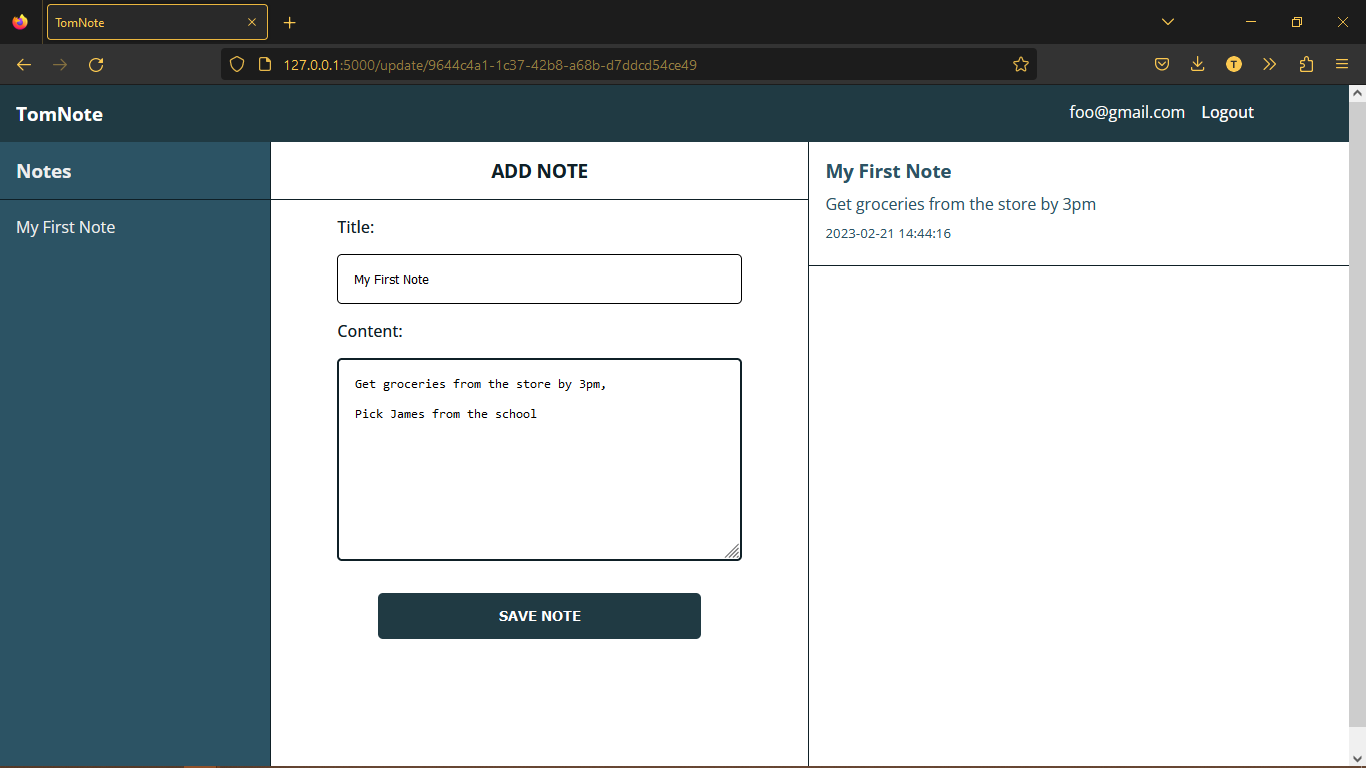 TomNote
127.0.0.1:5000/update/9644c4a1-1c37-42b8-a68b-d7ddcd54ce49
T
TomNote
foo@gmail.com Logout
Notes
My First Note
ADD NOTE
Title:
My First Note
Content:
Get groceries from the store by 3pm,
Pick James from the school
SAVE NOTE
My First Note
Get groceries from the store by 3pm
2023-02-21 14:44:16